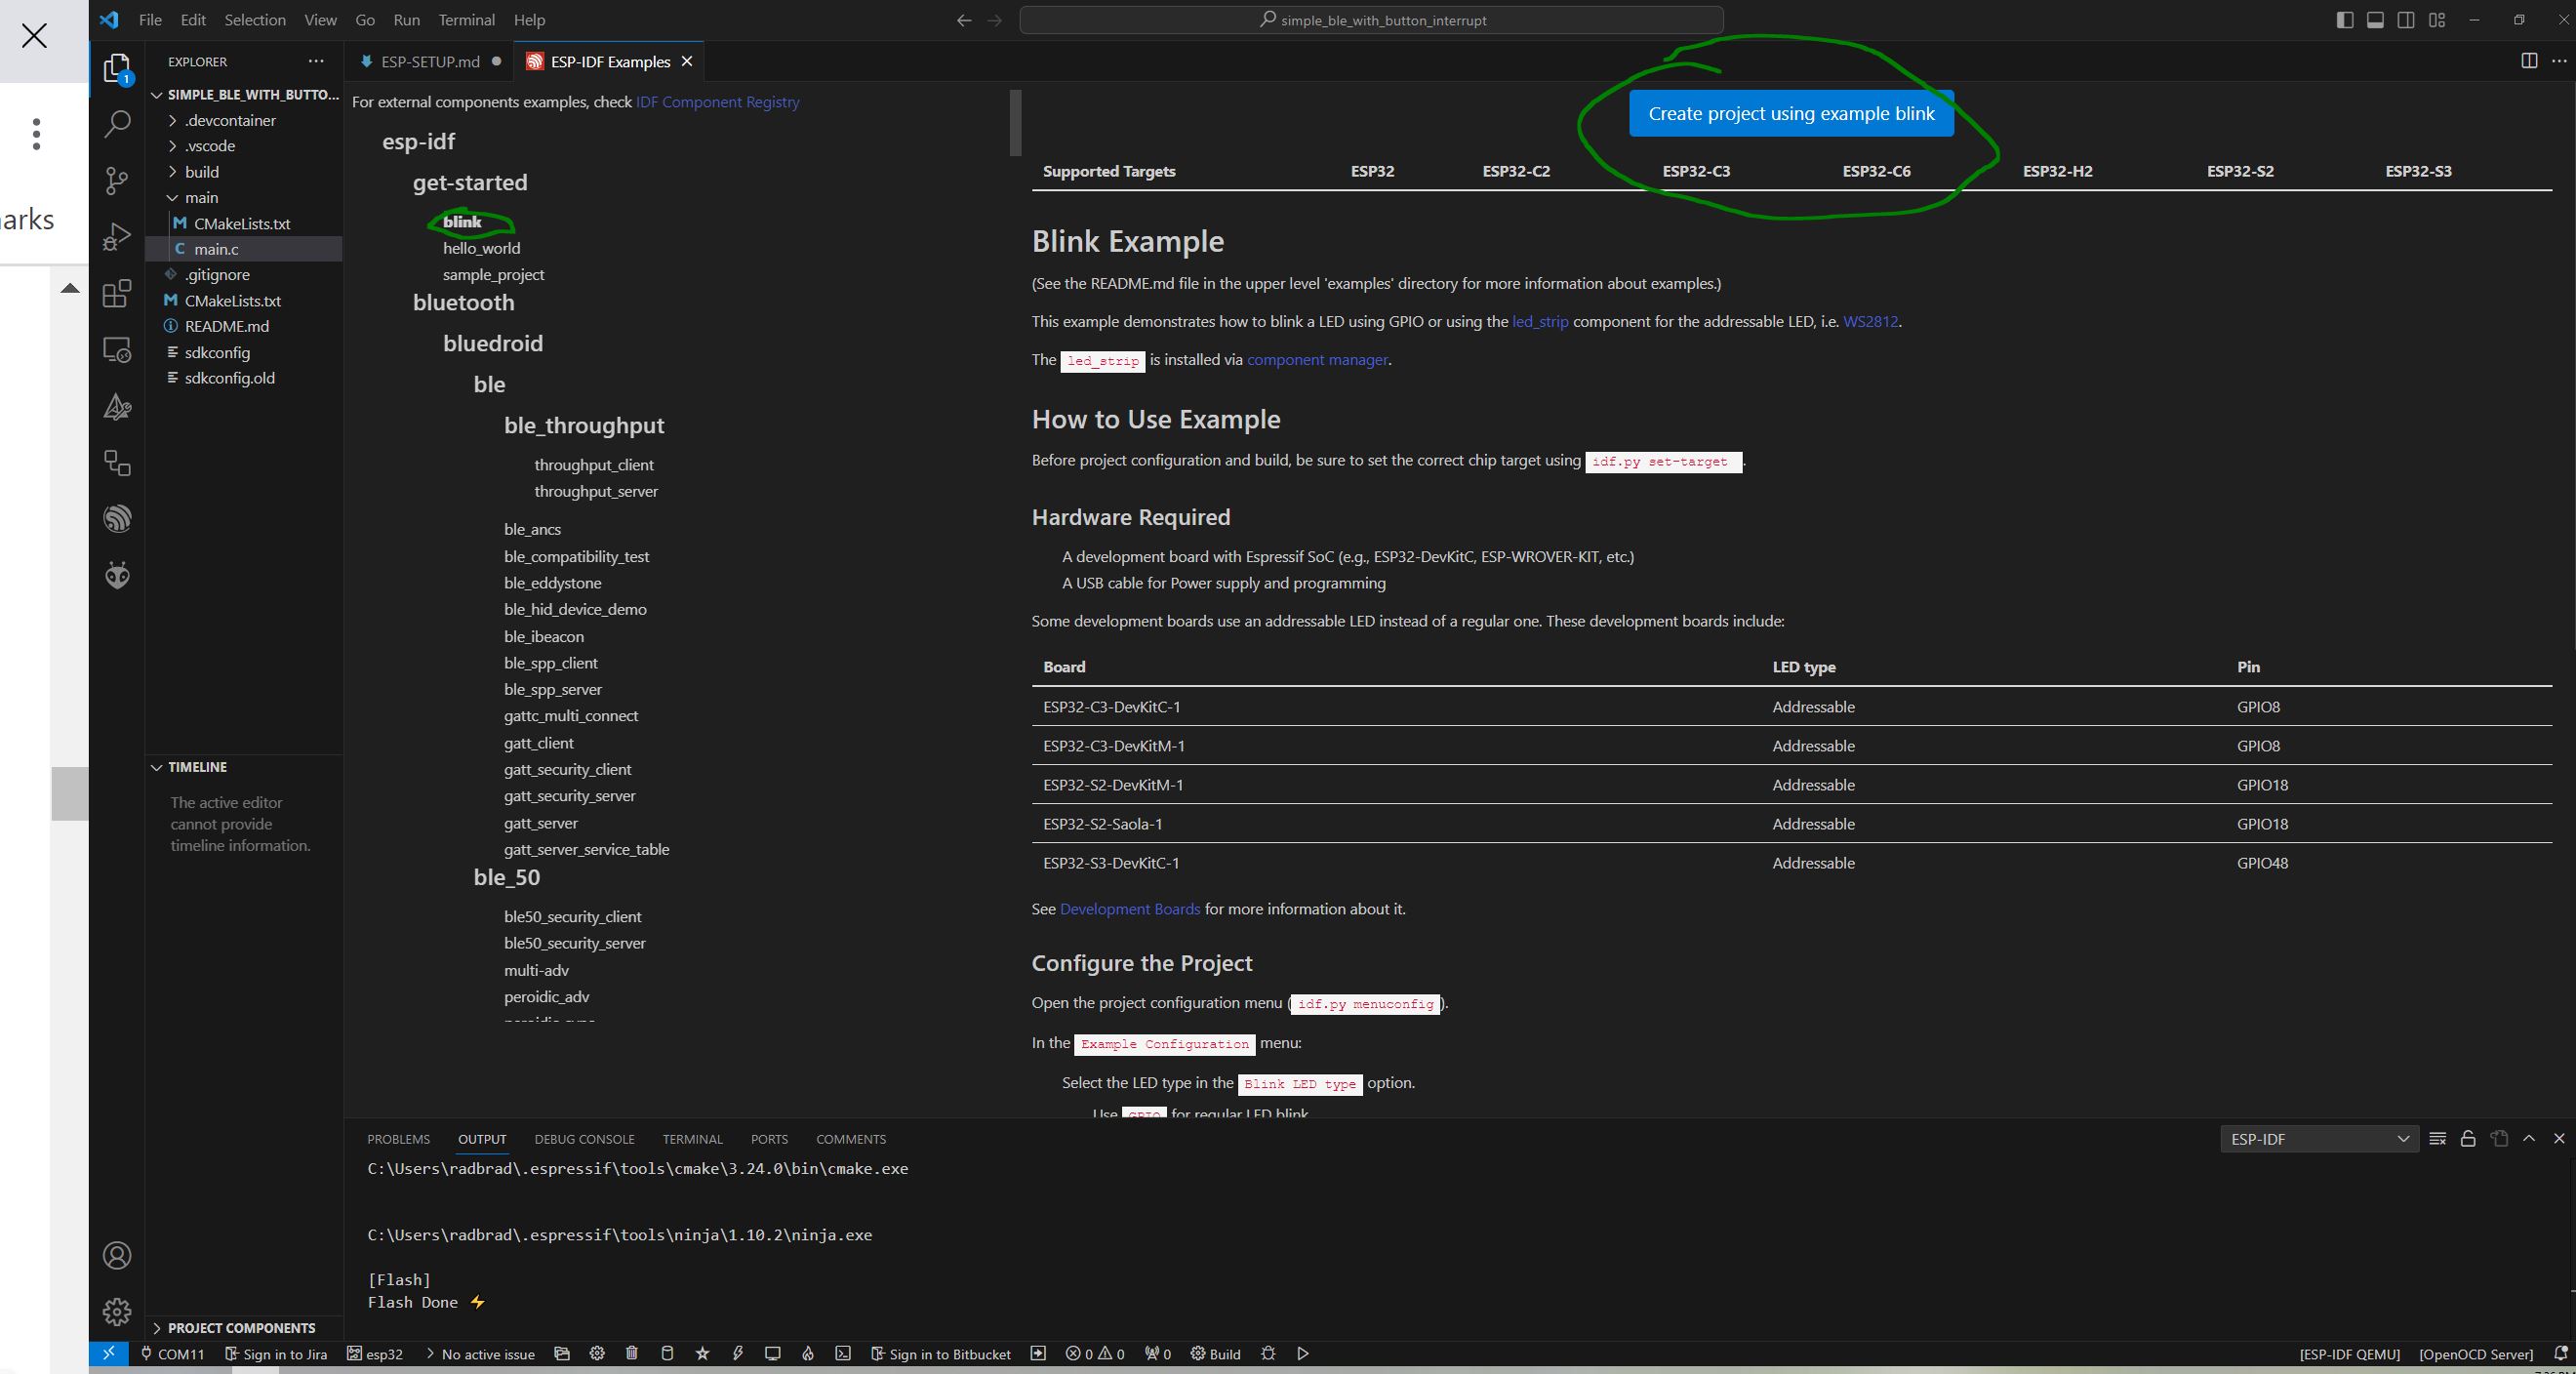 arks
File Edit Selection View Go Run Terminal Help
simple_ble_with_button_interrupt
1
EXPLORER
SIMPLE_BLE_WITH_BUTTO...
.devcontainer
.vscode
build
main
CMakeLists.txt
C main.c
.gitignore
CMakeLists.txt
README.md
sdkconfig
sdkconfig.old
TIMELINE
The active editor
cannot provide
timeline information.
PROJECT COMPONENTS
ESP-SETUP.md
ESP-IDF Examples
For external components examples, check IDF Component Registry
esp-idf
get-started
blink
hello_world
sample_project
bluetooth
bluedroid
ble
ble_throughput
throughput_client
throughput_server
ble_ancs
ble_compatibility_test
ble_eddystone
ble_hid_device_demo
ble_ibeacon
ble_spp_client
ble_spp_server
gattc_multi_connect
gatt_client
gatt_security_client
gatt_security_server
gatt_server
gatt_server_service_table
ble_50
ble50_security_client
ble50_security_server
multi-adv
peroidic_adv
Create project using example blink
Supported Targets ESP32 ESP32-C2 ESP32-C3 ESP32-C6 ESP32-H2 ESP32-S2 ESP32-S3
Blink Example
(See the README.md file in the upper level 'examples' directory for more information about examples.)
This example demonstrates how to blink a LED using GPIO or using the led_strip component for the addressable LED, i.e. WS2812.
The led_strip is installed via component manager.
How to Use Example
Before project configuration and build, be sure to set the correct chip target using idf.py set-target .
Hardware Required
A development board with Espressif SoC (e.g., ESP32-DevKitC, ESP-WROVER-KIT, etc.)
A USB cable for Power supply and programming
Some development boards use an addressable LED instead of a regular one. These development boards include:
Board LED type Pin
ESP32-C3-DevKitC-1 Addressable GPIO8
ESP32-C3-DevKitM-1 Addressable GPIO8
ESP32-S2-DevKitM-1 Addressable GPIO18
ESP32-S2-Saola-1 Addressable GPIO18
ESP32-S3-DevKitC-1 Addressable GPIO48
See Development Boards for more information about it.
Configure the Project
Open the project configuration menu (idf.py menuconfig).
In the Example Configuration menu:
Select the LED type in the Blink LED type option.
Use GPIO for regular LED blink
PROBLEMS OUTPUT DEBUG CONSOLE TERMINAL PORTS COMMENTS
ESP-IDF
C:\Users\radbrad\.espressif\tools\cmake\3.24.0\bin\cmake.exe
C:\Users\radbrad\.espressif\tools\ninja\1.10.2\ninja.exe
[Flash]
Flash Done ⚡
COM11 Sign in to Jira esp32 No active issue Sign in to Bitbucket 0 0 0 Build [ESP-IDF QEMU] [OpenOCD Server]